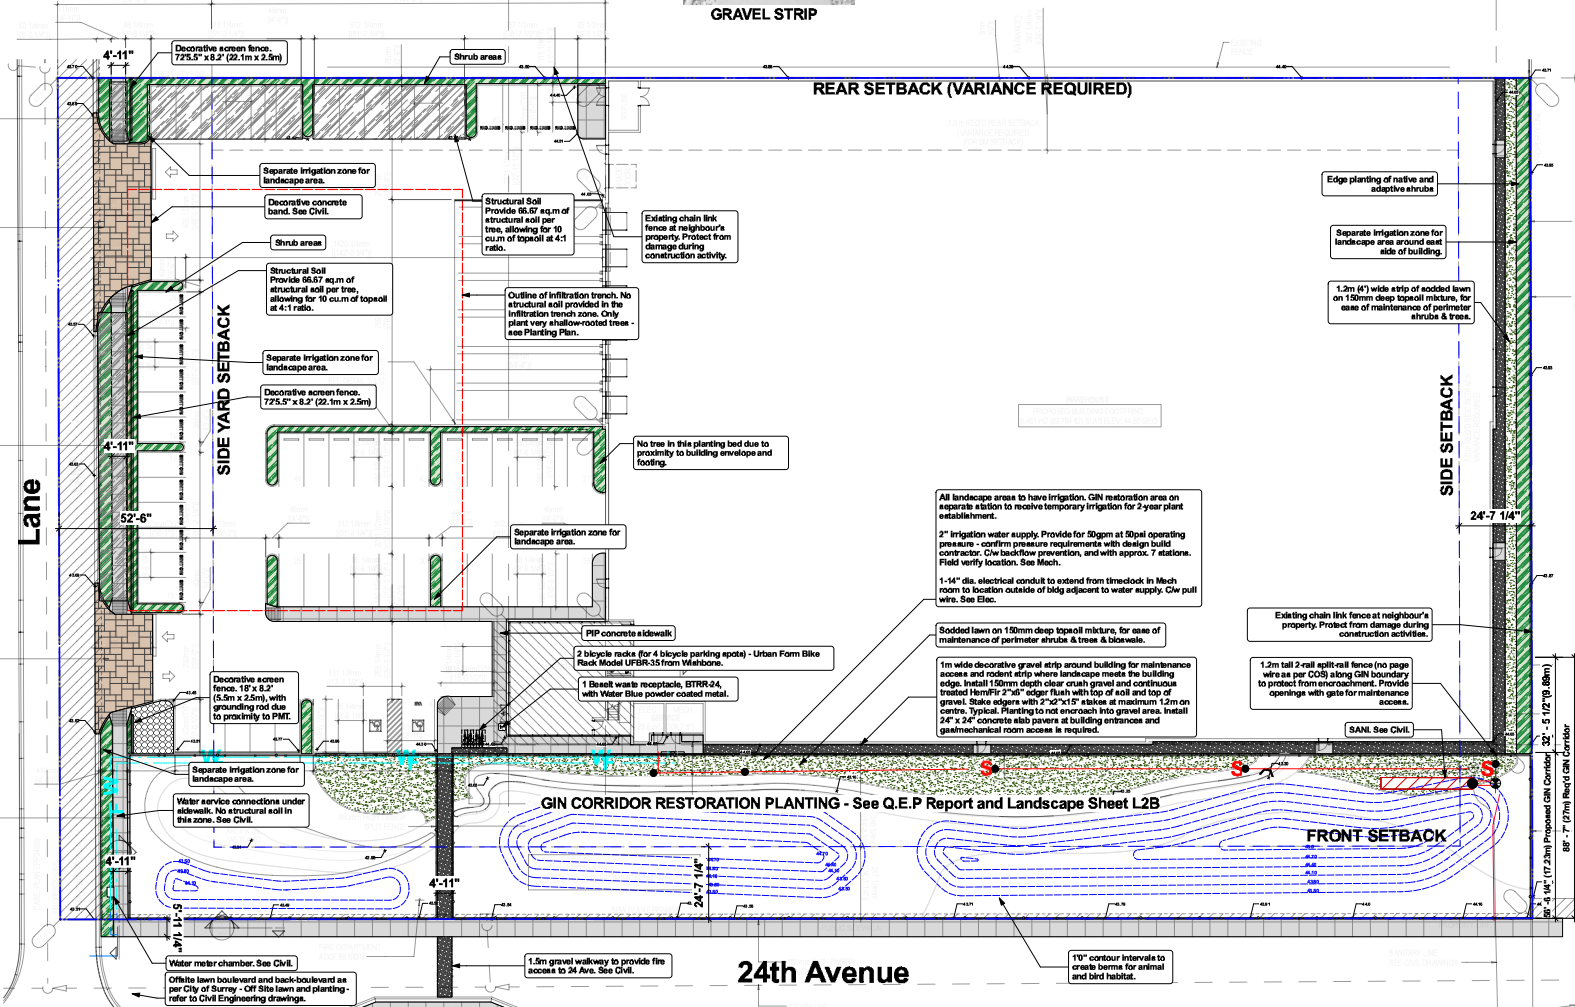 GRAVEL STRIP
4'-11"
Decorative screen fence.
72'5.5" x 8.2' (22.1m x 2.5m)
Shrub areas
REAR SETBACK (VARIANCE REQUIRED)
Separate irrigation zone for
landscape area.
Decorative concrete
band. See Civil.
Shrub areas
Structural Soil
Provide 66.67 sq.m of
structural soil per tree,
allowing for 10 cu.m of topsoil
at 4:1 ratio.
Structural Soil
Provide 66.67 sq.m of
structural soil per
tree, allowing for 10
cu.m of topsoil at 4:1
ratio.
Existing chain link
fence at neighbour's
property. Protect from
damage during
construction activity.
Outline of infiltration trench. No
structural soil provided in the
infiltration trench zone. Only
plant very shallow-rooted trees -
see Planting Plan.
Edge planting of native and
adaptive shrubs
Separate irrigation zone for
landscape area around east
side of building.
1.2m (4') wide strip of sodded lawn
on 150mm deep topsoil mixture, for
ease of maintenance of perimeter
shrubs & trees.
SIDE YARD SETBACK
Separate irrigation zone for
landscape area.
Decorative screen fence.
72'5.5" x 8.2' (22.1m x 2.5m)
4'-11"
No tree in this planting bed due to
proximity to building envelope and
footing.
SIDE SETBACK
Lane
52'-6"
24'-7 1/4"
Separate irrigation zone for
landscape area.
All landscape areas to have irrigation. GIN restoration area on
separate station to receive temporary irrigation for 2-year plant
establishment.
2" irrigation water supply. Provide for 50gpm at 50psi operating
pressure - confirm pressure requirements with design build
contractor. C/w backflow prevention, and with approx. 7 stations.
Field verify location. See Mech.
1-14" dia. electrical conduit to extend from timeclock in Mech
room to location outside of bldg adjacent to water supply. C/w pull
wire. See Elec.
PIP concrete sidewalk
Sodded lawn on 150mm deep topsoil mixture, for ease of
maintenance of perimeter shrubs & trees & bioswale.
Existing chain link fence at neighbour's
property. Protect from damage during
construction activities.
2 bicycle racks (for 4 bicycle parking spots) - Urban Form Bike
Rack Model UFBR-35 from Wishbone.
1 Beselt waste receptacle, BTRR-24,
with Water Blue powder coated metal.
1m wide decorative gravel strip around building for maintenance
access and rodent strip where landscape meets the building
edge. Install 150mm depth clear crush gravel and continuous
treated Hem/Fir 2"x6" edger flush with top of soil and top of
gravel. Stake edgers with 2"x2"x15" stakes at maximum 1.2m on
centre. Typical. Planting to not encroach into gravel area. Install
24" x 24" concrete slab pavers at building entrances and
gas/mechanical room access is required.
1.2m tall 2-rail split-rail fence (no page
wire as per COS) along GIN boundary
to protect from encroachment. Provide
openings with gate for maintenance
access.
SANI. See Civil.
Decorative screen
fence. 18' x 8.2'
(5.5m x 2.5m), with
grounding rod due
to proximity to PMT.
W W W
S S S
Separate irrigation zone for
landscape area.
Water service connections under
sidewalk. No structural soil in
this zone. See Civil.
GIN CORRIDOR RESTORATION PLANTING - See Q.E.P Report and Landscape Sheet L2B
FRONT SETBACK
32' - 5 1/2"(9.89m)
56' -6 1/4" (17.23m) Proposed GIN Corridor
88' - 7" (27m) Req'd GIN Corridor
4'-11"
4'-11"
24'-7 1/4"
5'-11 1/4"
Water meter chamber. See Civil.
Offsite lawn boulevard and back-boulevard as
per City of Surrey - Off Site lawn and planting -
refer to Civil Engineering drawings.
1.5m gravel walkway to provide fire
access to 24 Ave. See Civil.
24th Avenue
1'0" contour intervals to
create berms for animal
and bird habitat.